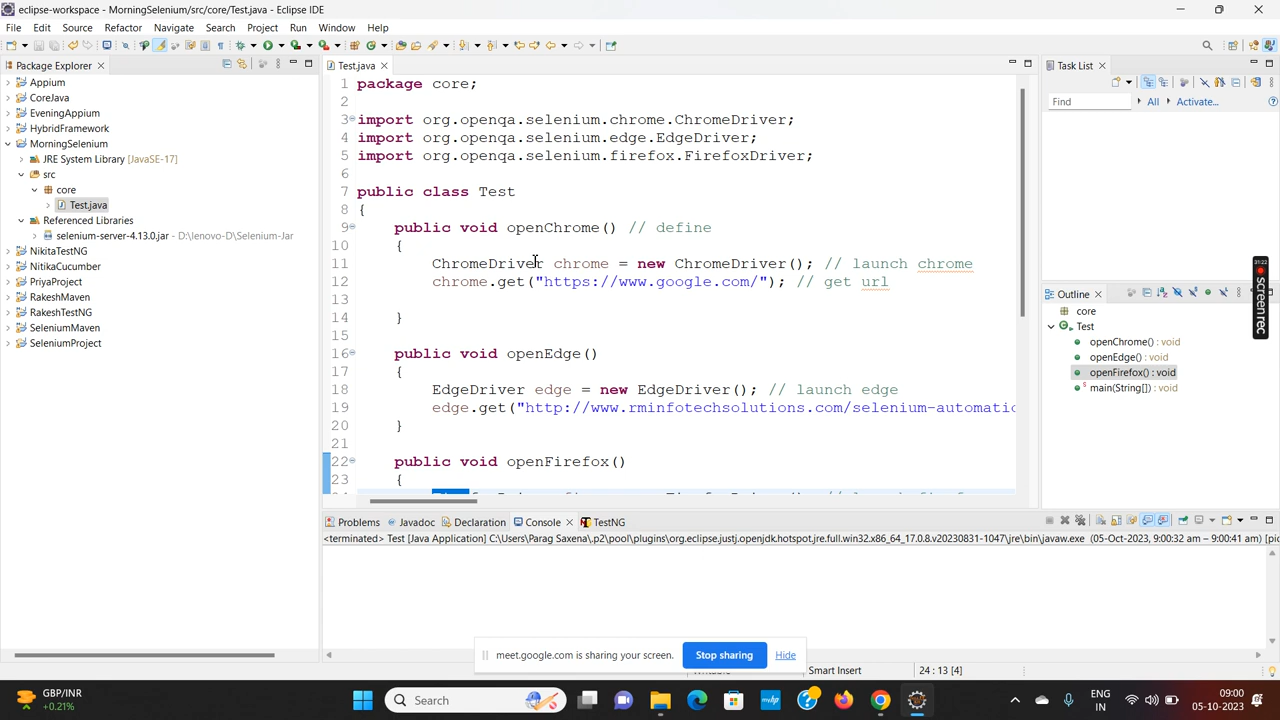 eclipse-workspace - MorningSelenium/src/core/Test.java - Eclipse IDE
File Edit Source Refactor Navigate Search Project Run Window Help
Package Explorer
Appium
CoreJava
EveningAppium
HybridFramework
MorningSelenium
JRE System Library [JavaSE-17]
src
core
Test.java
Referenced Libraries
selenium-server-4.13.0.jar - D:\lenovo-D\Selenium-Jar
NikitaTestNG
NitikaCucumber
PriyaProject
RakeshMaven
RakeshTestNG
SeleniumMaven
SeleniumProject
Test.java
1 package core;
2
3 import org.openqa.selenium.chrome.ChromeDriver;
4 import org.openqa.selenium.edge.EdgeDriver;
5 import org.openqa.selenium.firefox.FirefoxDriver;
6
7 public class Test
8 {
9 public void openChrome() // define
10 {
11 ChromeDriver chrome = new ChromeDriver(); // launch chrome
12 chrome.get("https://www.google.com/"); // get url
13
14 }
15
16 public void openEdge()
17 {
18 EdgeDriver edge = new EdgeDriver(); // launch edge
19 edge.get("http://www.rminfotechsolutions.com/selenium-automatic
20 }
21
22 public void openFirefox()
23 {
Task List
Find All Activate...
Outline
core
Test
openChrome() : void
openEdge() : void
openFirefox() : void
main(String[]) : void
31:22
screenrec
Problems Javadoc Declaration Console TestNG
<terminated> Test [Java Application] C:\Users\Parag Saxena\.p2\pool\plugins\org.eclipse.justj.openjdk.hotspot.jre.full.win32.x86_64_17.0.8.v20230831-1047\jre\bin\javaw.exe (05-Oct-2023, 9:00:32 am – 9:00:41 am) [pic
meet.google.com is sharing your screen. Stop sharing Hide
Smart Insert 24 : 13 [4]
GBP/INR
+0.21%
Search
ENG
IN
09:00
05-10-2023